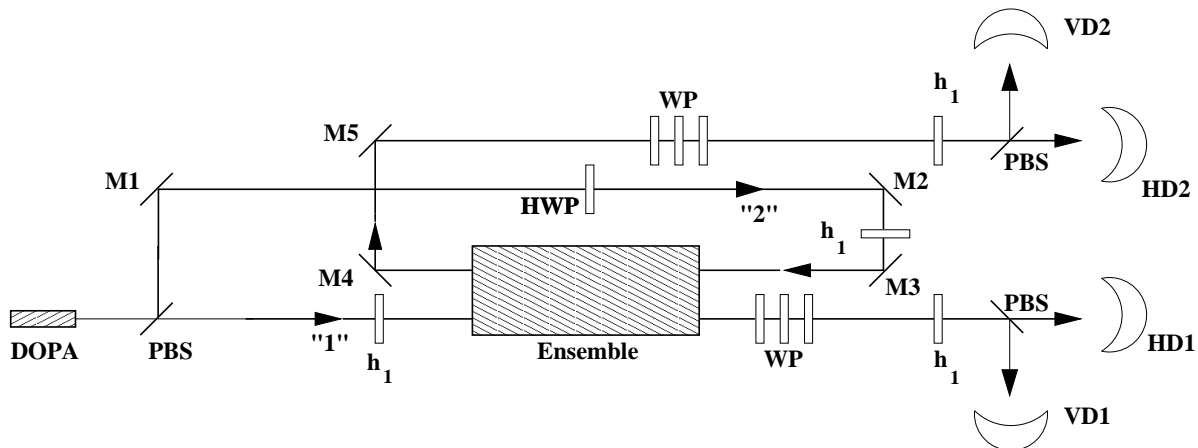 VD2
WP
h1
M5
PBS
M1
M2
HD2
HWP
"2"
h1
M4
M3
PBS
DOPA
PBS
"1"
h1
Ensemble
WP
h1
HD1
VD1